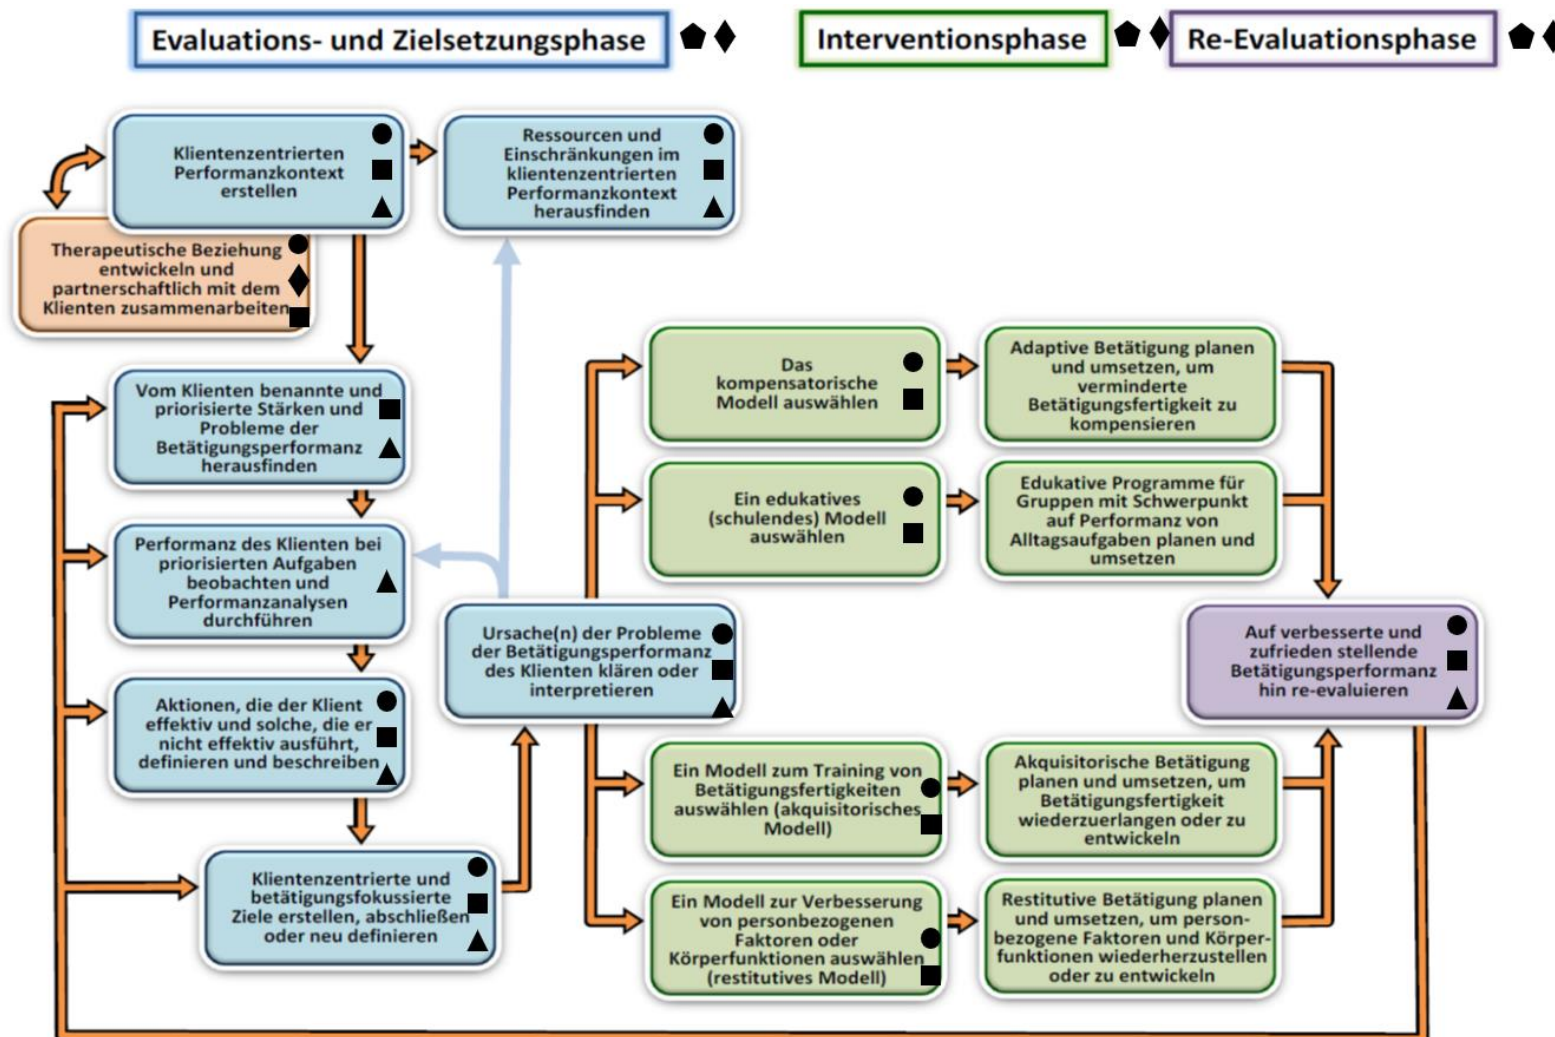 Evaluations- und Zielsetzungsphase
Interventionsphase
Re-Evaluationsphase
Klientenzentrierten
Performanzkontext
erstellen
Ressourcen und
Einschränkungen im
klientenzentrierten
Performanzkontext
herausfinden
Therapeutische Beziehung
entwickeln und
partnerschaftlich mit dem
Klienten zusammenarbeiten
Vom Klienten benannte und
priorisierte Stärken und
Probleme der
Betätigungsperformanz
herausfinden
Performanz des Klienten bei
priorisierten Aufgaben
beobachten und
Performanzanalysen
durchführen
Aktionen, die der Klient
effektiv und solche, die er
nicht effektiv ausführt,
definieren und beschreiben
Klientenzentrierte und
betätigungsfokussierte
Ziele erstellen, abschließen
oder neu definieren
Ursache(n) der Probleme
der Betätigungsperformanz
des Klienten klären oder
interpretieren
Das
kompensatorische
Modell auswählen
Adaptive Betätigung planen
und umsetzen, um
verminderte
Betätigungsfertigkeit zu
kompensieren
Ein edukatives
(schulendes) Modell
auswählen
Edukative Programme für
Gruppen mit Schwerpunkt
auf Performanz von
Alltagsaufgaben planen und
umsetzen
Ein Modell zum Training von
Betätigungsfertigkeiten
auswählen (akquisitorisches
Modell)
Akquisitorische Betätigung
planen und umsetzen, um
Betätigungsfertigkeit
wiederzuerlangen oder zu
entwickeln
Ein Modell zur Verbesserung
von personbezogenen
Faktoren oder
Körperfunktionen auswählen
(restitutives Modell)
Restitutive Betätigung planen
und umsetzen, um person-
bezogene Faktoren und Körper-
funktionen wiederherzustellen
oder zu entwickeln
Auf verbesserte und
zufrieden stellende
Betätigungsperformanz
hin re-evaluieren